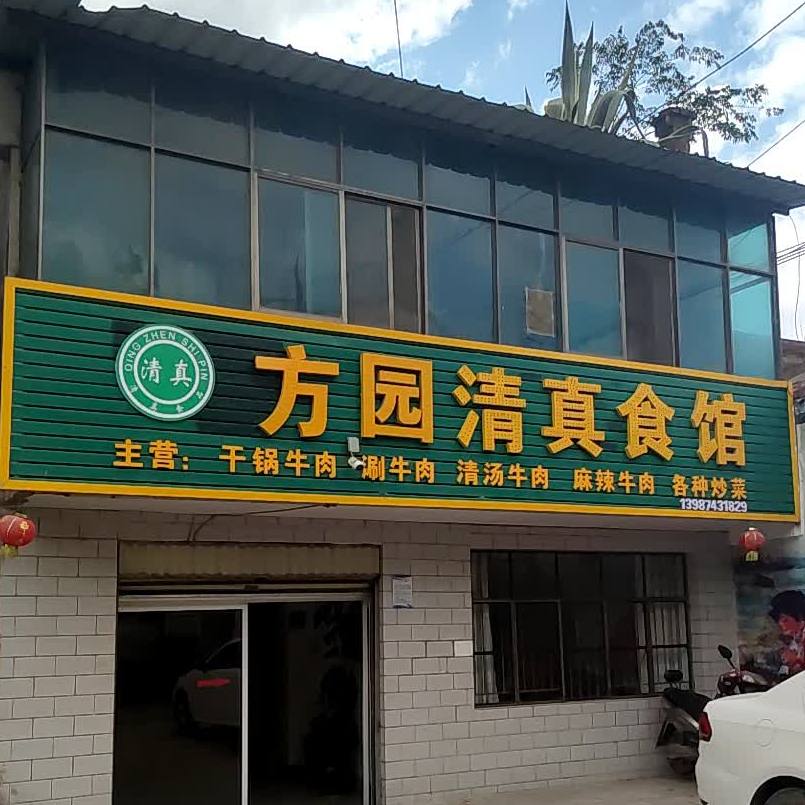 QING ZHEN SHI PIN
清真
方园清真食馆
主营：干锅牛肉 涮牛肉 清汤牛肉 麻辣牛肉 各种炒菜
13987431829